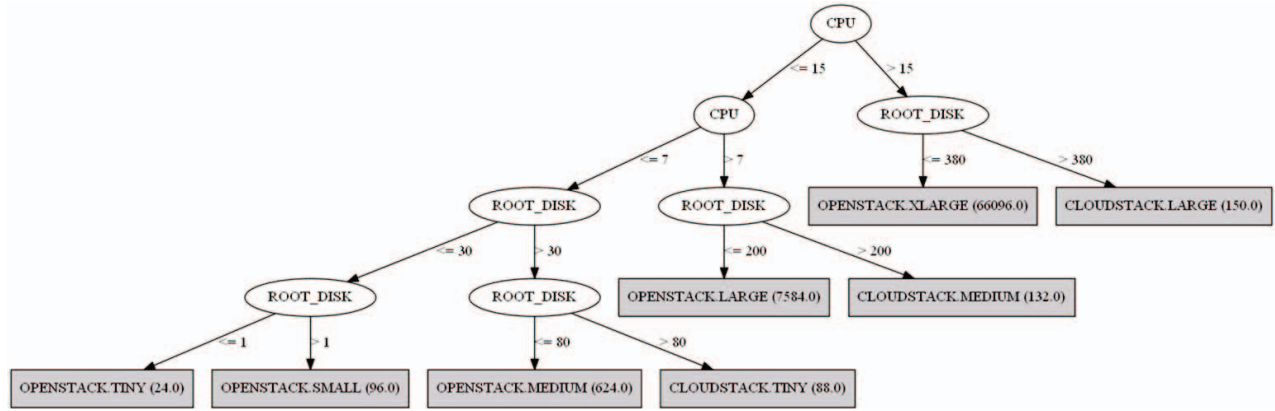 CPU
<= 15
> 15
CPU
ROOT_DISK
<= 7
> 7
<= 380
> 380
ROOT_DISK
ROOT_DISK
OPENSTACK.XLARGE (66096.0)
CLOUDSTACK.LARGE (150.0)
<= 30
> 30
<= 200
> 200
ROOT_DISK
ROOT_DISK
OPENSTACK.LARGE (7584.0)
CLOUDSTACK.MEDIUM (132.0)
<= 1
> 1
<= 80
> 80
OPENSTACK.TINY (24.0)
OPENSTACK.SMALL (96.0)
OPENSTACK.MEDIUM (624.0)
CLOUDSTACK.TINY (88.0)